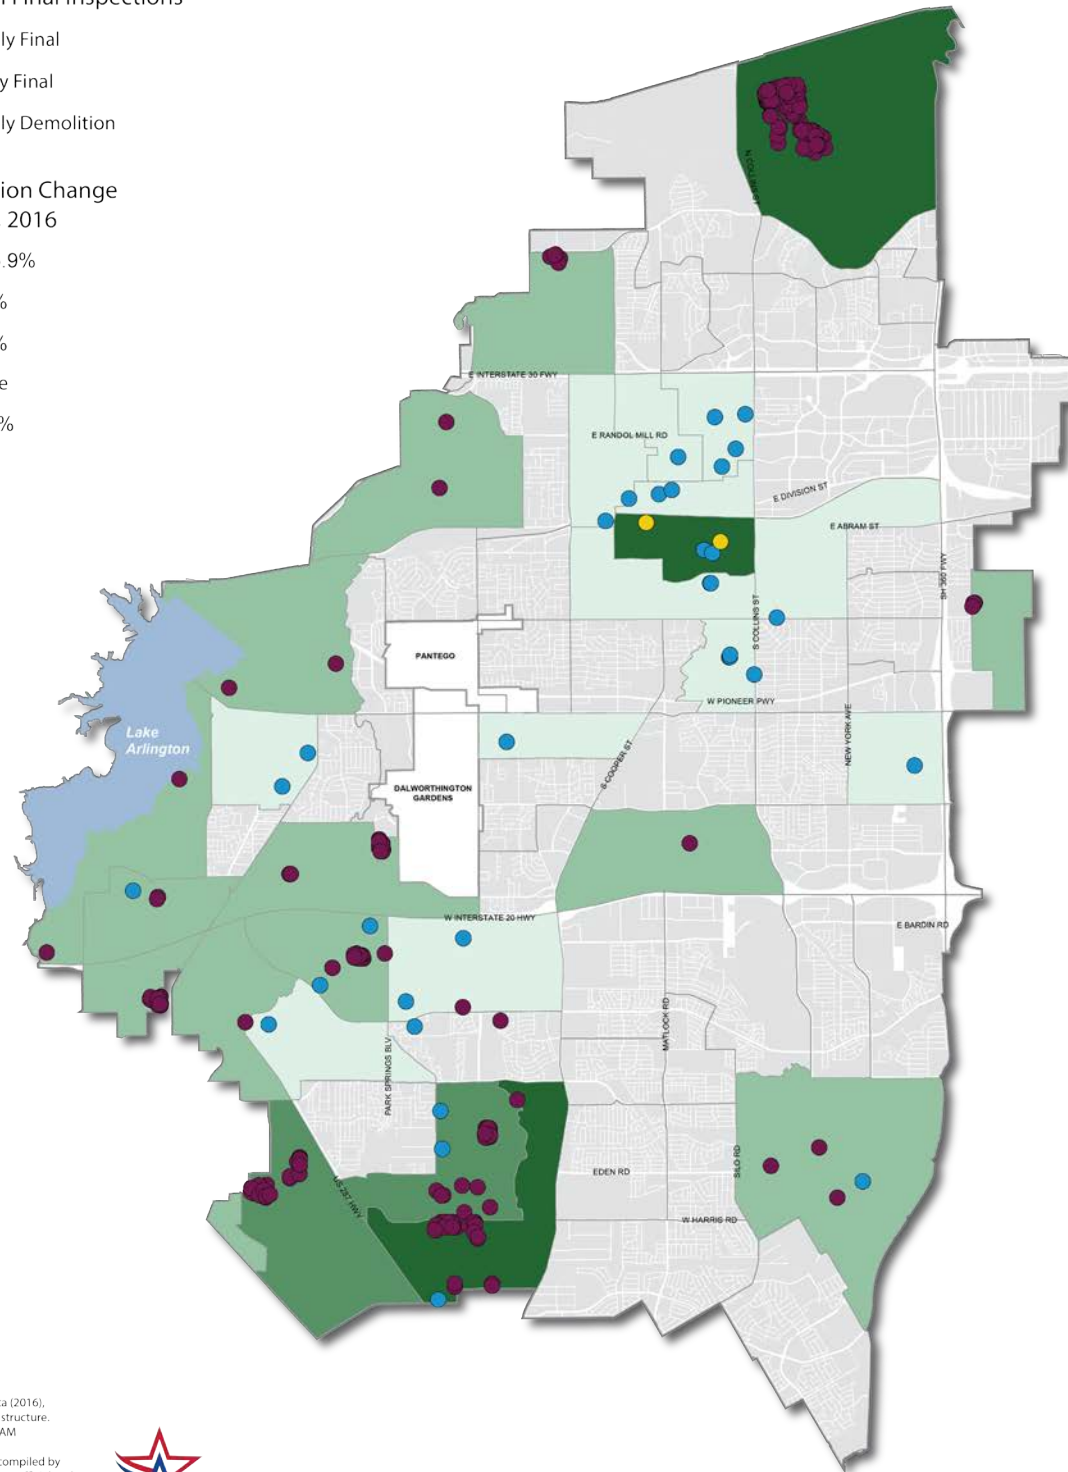 Final Inspections
ly Final
y Final
ly Demolition
ion Change
2016
.9%
%
%
e
%
N COLLINS ST
E INTERSTATE 30 FWY
E RANDOL MILL RD
E DIVISION ST
E ABRAM ST
SH 360 FWY
S COLLINS ST
PANTEGO
W PIONEER PWY
Lake
Arlington
NEW YORK AVE
S COOPER ST
DALWORTHINGTON
GARDENS
W INTERSTATE 20 HWY
E BARDIN RD
MATLOCK RD
PARK SPRINGS BLV
EDEN RD
SILO RD
US 287 HWY
W HARRIS RD
ta (2016),
structure.
AM
compiled by